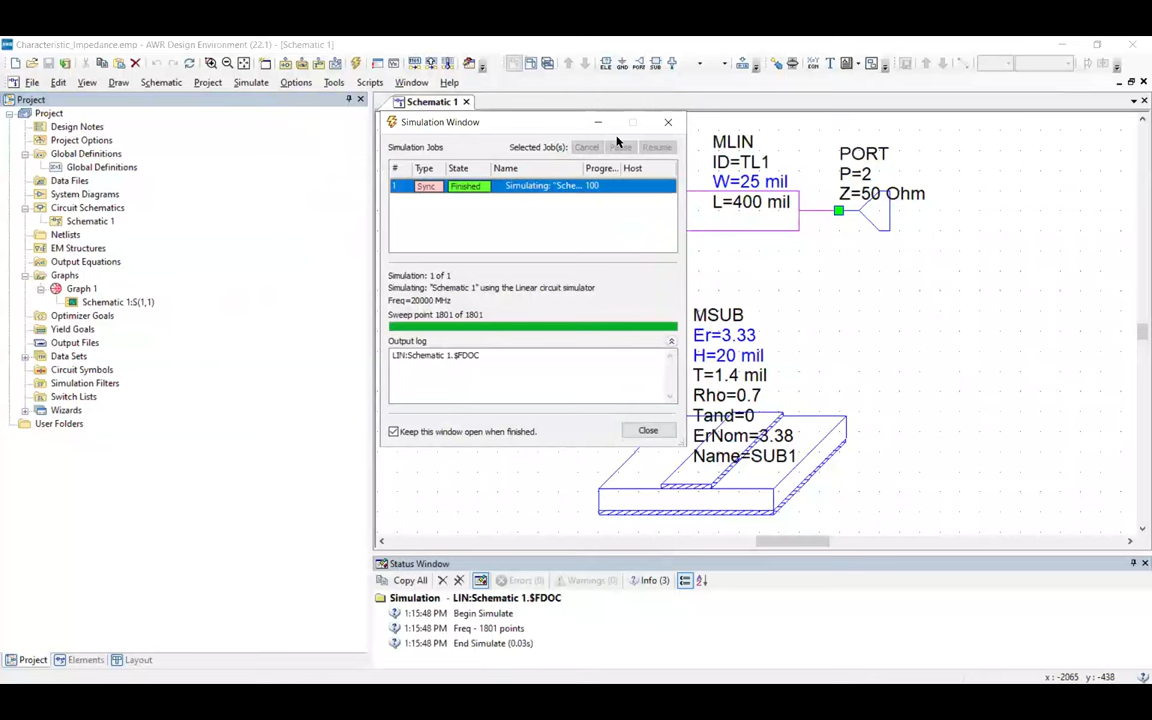 Characteristic_Impedance.emp - AWR Design Environment (22.1) - [Schematic 1]
File Edit View Draw Schematic Project Simulate Options Tools Scripts Window Help
Project
Project
Design Notes
Project Options
Global Definitions
Global Definitions
Data Files
System Diagrams
Circuit Schematics
Schematic 1
Netlists
EM Structures
Output Equations
Graphs
Graph 1
Schematic 1:S(1,1)
Optimizer Goals
Yield Goals
Output Files
Data Sets
Circuit Symbols
Simulation Filters
Switch Lists
Wizards
User Folders
Project Elements Layout
Schematic 1
Simulation Window
Simulation Jobs Selected Job(s): Cancel Resume
# Type State Name Progre... Host
1 Sync Finished Simulating: "Sche... 100
Simulation: 1 of 1
Simulating: "Schematic 1" using the Linear circuit simulator
Freq=20000 MHz
Sweep point 1801 of 1801
Output log
LIN:Schematic 1.$FDOC
Keep this window open when finished.
Close
MLIN
ID=TL1
W=25 mil
L=400 mil
PORT
P=2
Z=50 Ohm
MSUB
Er=3.33
H=20 mil
T=1.4 mil
Rho=0.7
Tand=0
ErNom=3.38
Name=SUB1
Status Window
Copy All Errors (0) Warnings (0) Info (3)
Simulation - LIN:Schematic 1.$FDOC
1:15:48 PM Begin Simulate
1:15:48 PM Freq - 1801 points
1:15:48 PM End Simulate (0.03s)
x : -2065 y : -438